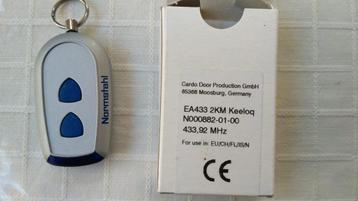 Normstahl
Cardo Door Production GmbH
85368 Moosburg, Germany
EA433 2KM Keeloq
N000882-01-00
433,92 MHz
For use in: EU/CH/FL/IS/N
CE